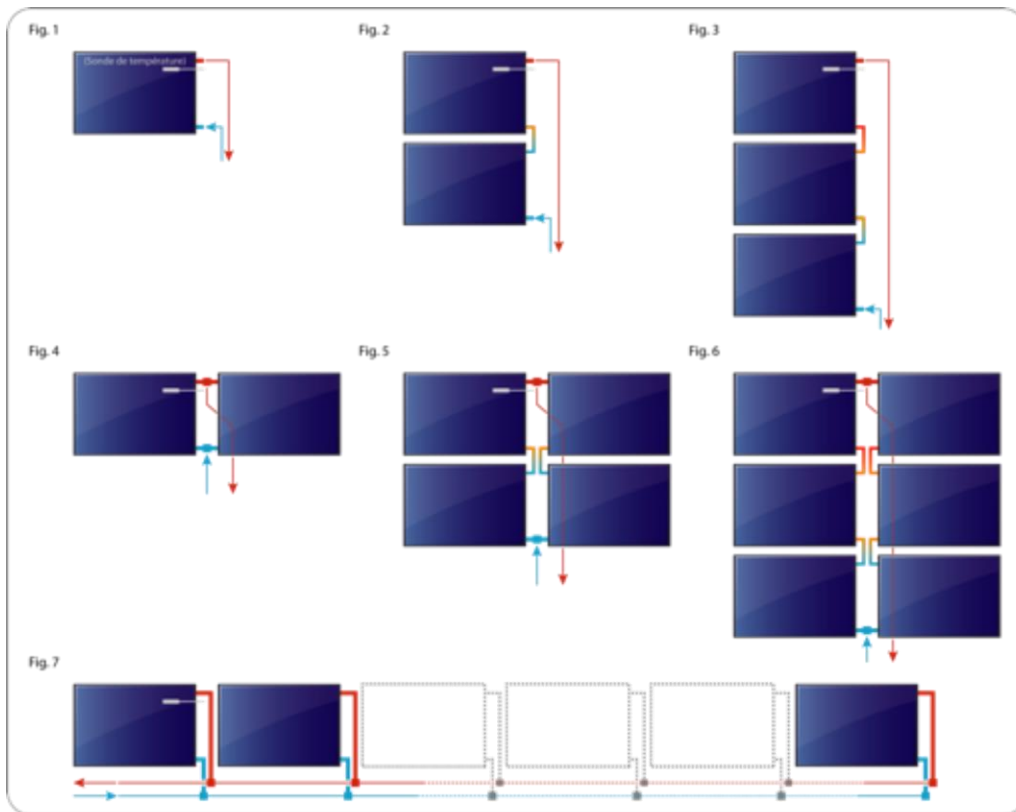 Fig. 1
Fig. 2
Fig. 3
(Sonde de température)
Fig. 4
Fig. 5
Fig. 6
Fig. 7